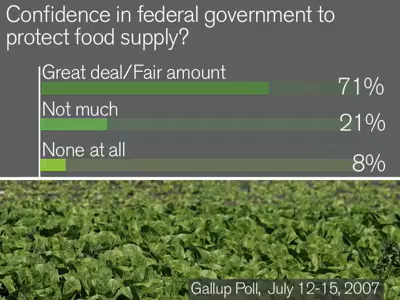 Confidence in federal government to
protect food supply?
Great deal/Fair amount
71%
Not much
21%
None at all
8%
Gallup Poll, July 12-15, 2007